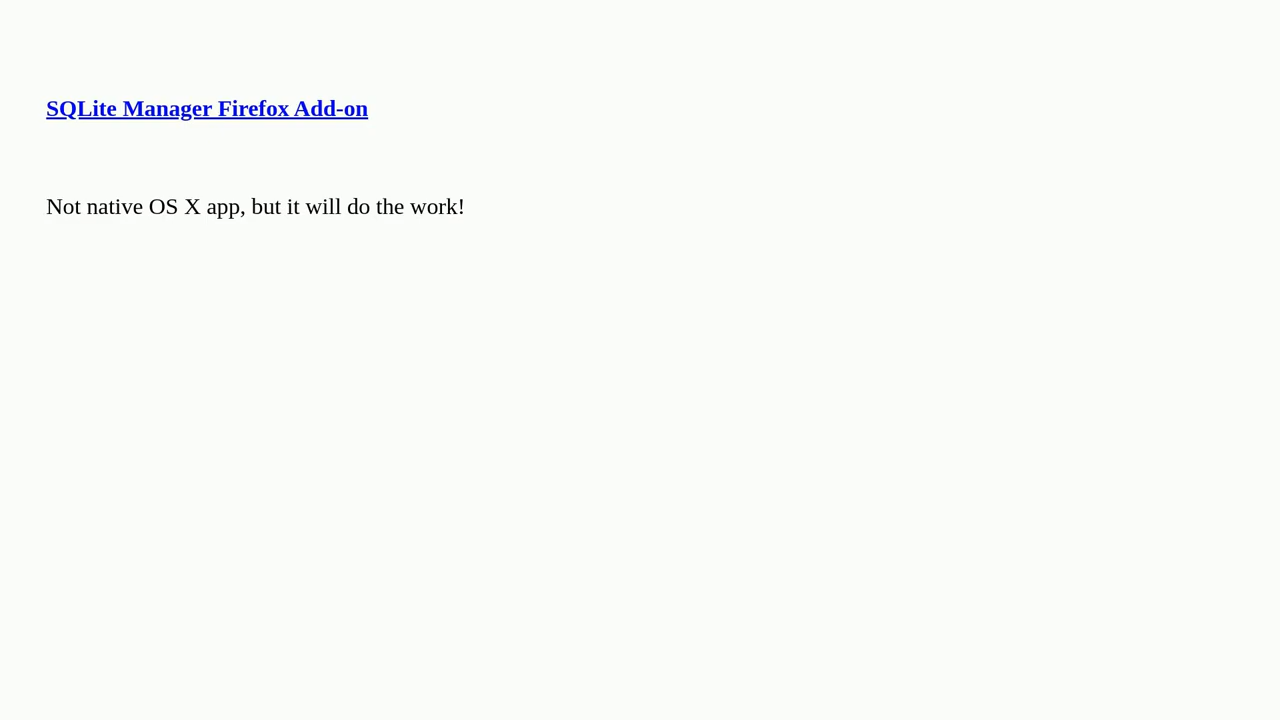 SQLite Manager Firefox Add-on
Not native OS X app, but it will do the work!